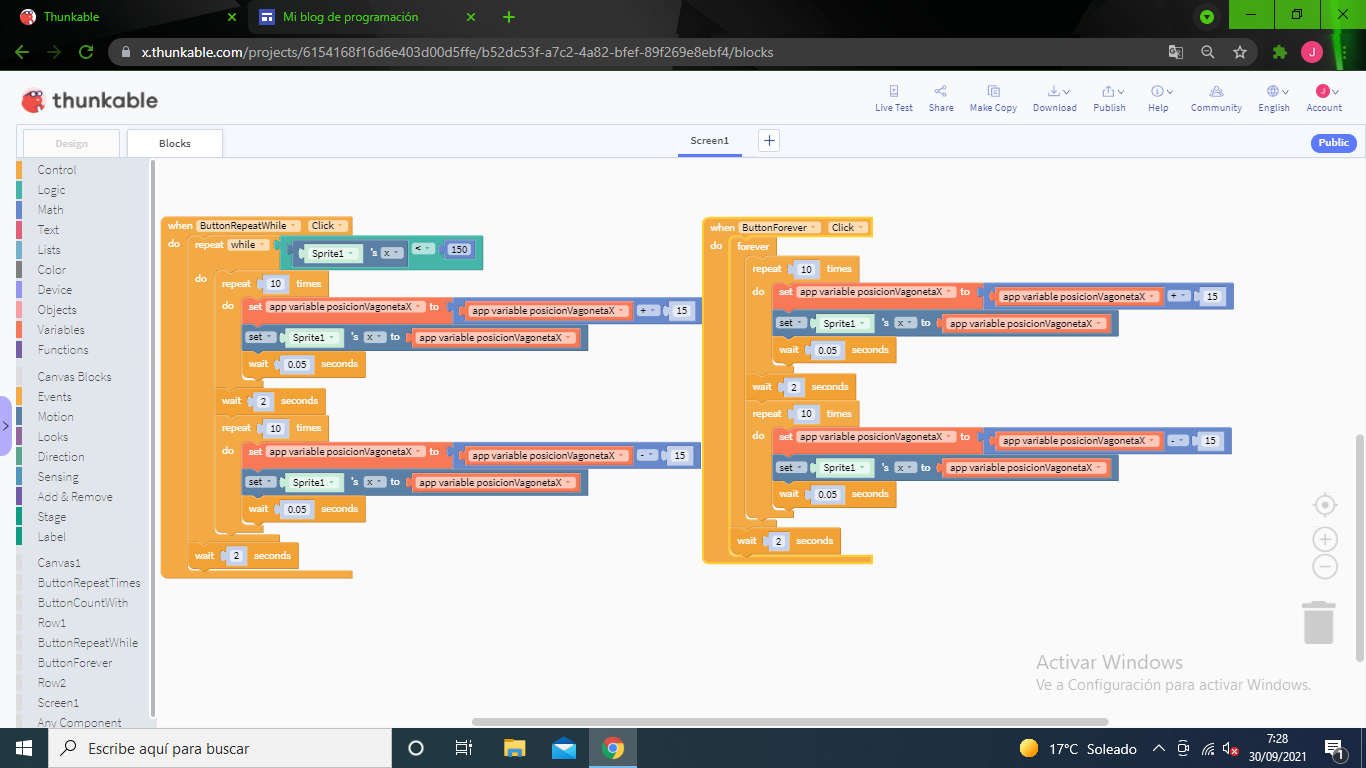 Thunkable
Mi blog de programación
x.thunkable.com/projects/6154168f16d6e403d00d5ffe/b52dc53f-a7c2-4a82-bfef-89f269e8ebf4/blocks
J
thunkable
Live Test
Share
Make Copy
Download
Publish
Help
Community
English
J
Account
Design
Blocks
Screen1
Public
Control
Logic
Math
Text
Lists
Color
Device
Objects
Variables
Functions
Canvas Blocks
Events
Motion
Looks
Direction
Sensing
Add & Remove
Stage
Label
Canvas1
ButtonRepeatTimes
ButtonCountWith
Row1
ButtonRepeatWhile
ButtonForever
Row2
Screen1
Any Component
when ButtonRepeatWhile Click
do repeat while Sprite1 's x < 150
do repeat 10 times
do set app variable posicionVagonetaX to app variable posicionVagonetaX + 15
set Sprite1 's x to app variable posicionVagonetaX
wait 0.05 seconds
wait 2 seconds
repeat 10 times
do set app variable posicionVagonetaX to app variable posicionVagonetaX - 15
set Sprite1 's x to app variable posicionVagonetaX
wait 0.05 seconds
wait 2 seconds
when ButtonForever Click
do forever
repeat 10 times
do set app variable posicionVagonetaX to app variable posicionVagonetaX + 15
set Sprite1 's x to app variable posicionVagonetaX
wait 0.05 seconds
wait 2 seconds
repeat 10 times
do set app variable posicionVagonetaX to app variable posicionVagonetaX - 15
set Sprite1 's x to app variable posicionVagonetaX
wait 0.05 seconds
wait 2 seconds
Activar Windows
Ve a Configuración para activar Windows.
Escribe aquí para buscar
17°C Soleado
7:28
30/09/2021
1